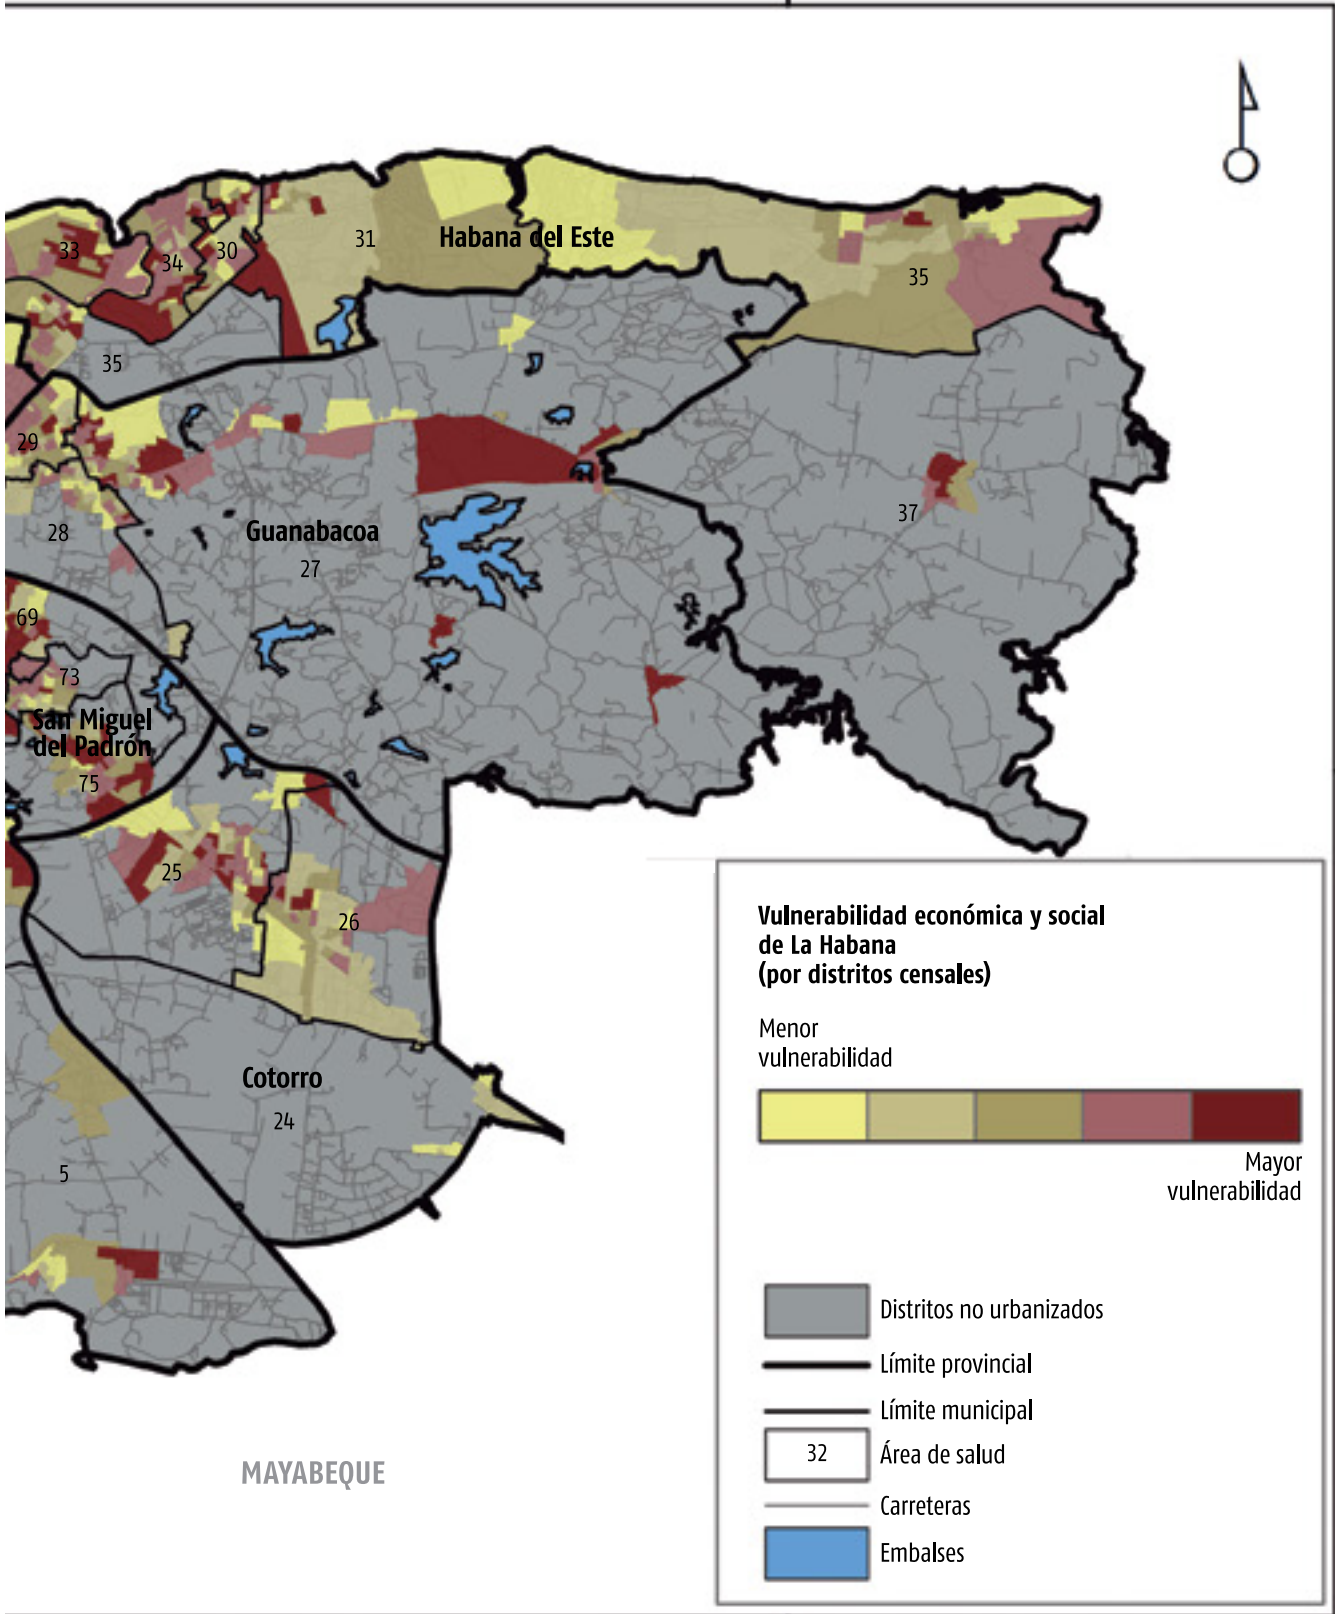 33
34
30
31
Habana del Este
35
35
29
28
Guanabacoa
27
37
69
73
San Miguel
del Padrón
75
25
26
Cotorro
24
5
MAYABEQUE
Vulnerabilidad económica y social
de La Habana
(por distritos censales)
Menor
vulnerabilidad
Mayor
vulnerabilidad
Distritos no urbanizados
Límite provincial
Límite municipal
32
Área de salud
Carreteras
Embalses